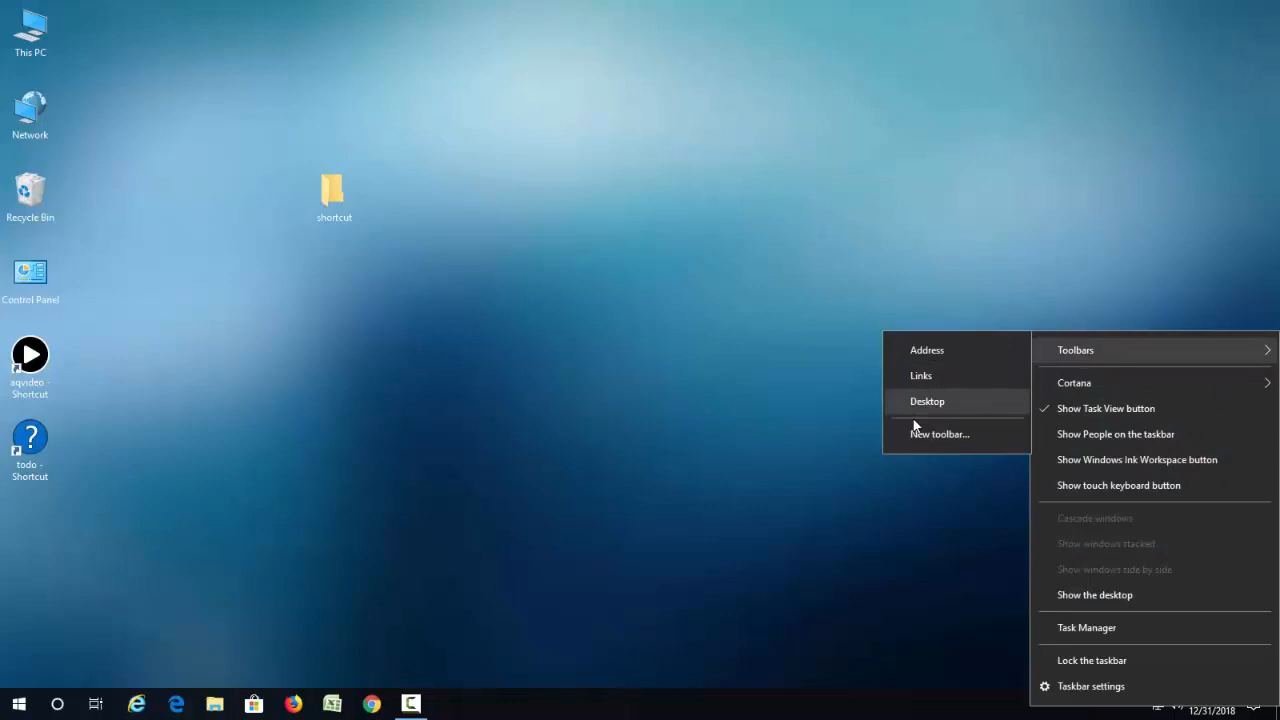 This PC
Network
Recycle Bin
shortcut
Control Panel
aqvideo -
Shortcut
todo -
Shortcut
Address
Links
Desktop
New toolbar...
Toolbars
Cortana
Show Task View button
Show People on the taskbar
Show Windows Ink Workspace button
Show touch keyboard button
Cascade windows
Show windows stacked
Show windows side by side
Show the desktop
Task Manager
Lock the taskbar
Taskbar settings
12/31/2018